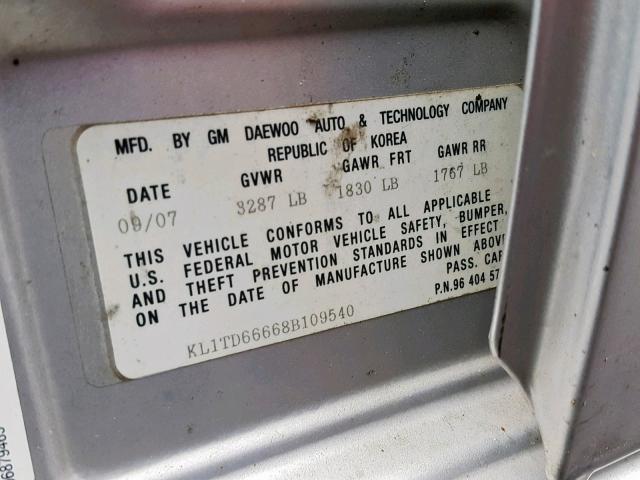 MFD. BY GM DAEWOO AUTO & TECHNOLOGY COMPANY
REPUBLIC OF KOREA
DATE GVWR GAWR FRT GAWR RR
09/07 3287 LB 1830 LB 1767 LB
THIS VEHICLE CONFORMS TO ALL APPLICABLE
U.S. FEDERAL MOTOR VEHICLE SAFETY, BUMPER,
AND THEFT PREVENTION STANDARDS IN EFFECT
ON THE DATE OF MANUFACTURE SHOWN ABOVE
PASS. CAR
P.N.96 404 57
KL1TD66668B109540